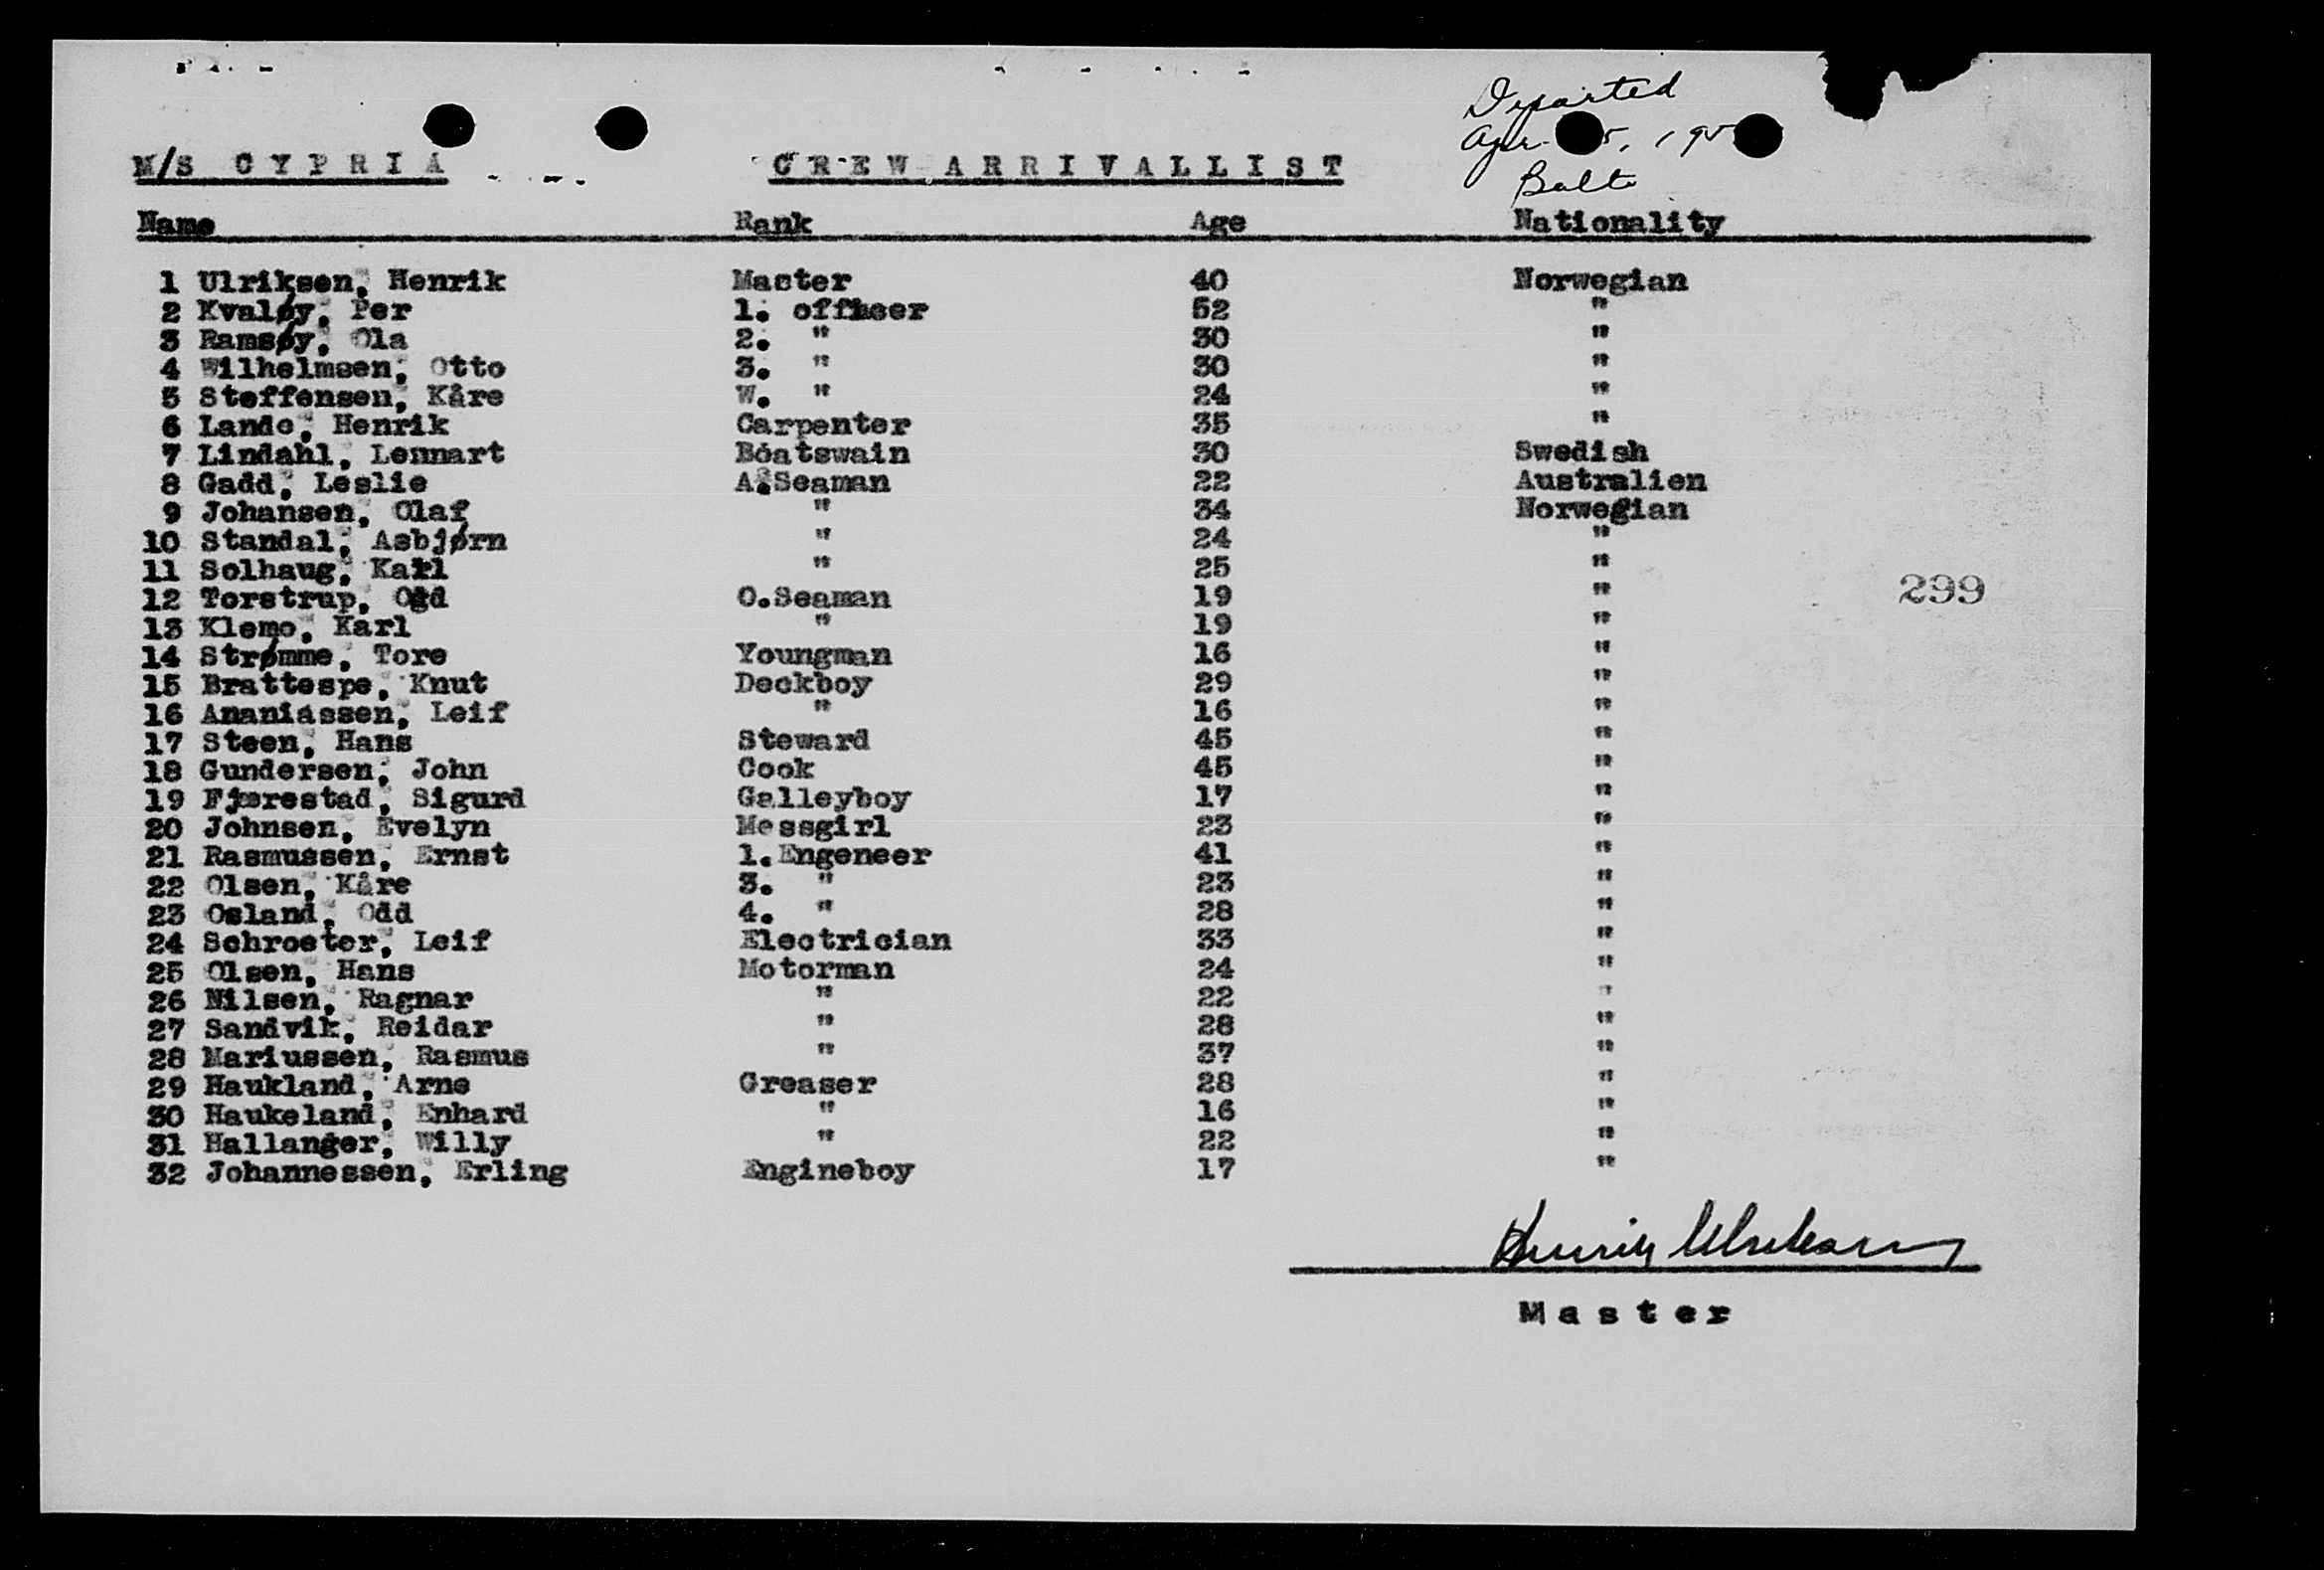 Departed
Apr. 5, 195
Balto
M/S CYPRIA CREW ARRIVALLIST
Name Rank Age Nationality
1 Ulriksen, Henrik Master 40 Norwegian
2 Kvaløy, Per 1. officer 52 "
3 Ramsøy, Ola 2. " 30 "
4 Wilhelmsen, Otto 3. " 30 "
5 Steffensen, Kåre W. " 24 "
6 Lande, Henrik Carpenter 35 "
7 Lindahl, Lennart Boatswain 30 Swedish
8 Gadd, Leslie A.Seaman 22 Australien
9 Johansen, Olaf " 34 Norwegian
10 Standal, Asbjørn " 24 "
11 Solhaug, Karl " 25 "
12 Torstrup, Odd O.Seaman 19 "
299
13 Klemo, Karl " 19 "
14 Strømme, Tore Youngman 16 "
15 Brattespe, Knut Deckboy 29 "
16 Ananiassen, Leif " 16 "
17 Steen, Hans Steward 45 "
18 Gundersen, John Cook 45 "
19 Fjærestad, Sigurd Galleyboy 17 "
20 Johnsen, Evelyn Messgirl 23 "
21 Rasmussen, Ernst 1.Engeneer 41 "
22 Olsen, Kåre 3. " 23 "
23 Osland, Odd 4. " 28 "
24 Schroeter, Leif Electrician 33 "
25 Olsen, Hans Motorman 24 "
26 Nilsen, Ragnar " 22 "
27 Sandvik, Reidar " 28 "
28 Mariussen, Rasmus " 37 "
29 Haukland, Arne Greaser 28 "
30 Haukeland, Enhard " 16 "
31 Hallanger, Willy " 22 "
32 Johannessen, Erling Engineboy 17 "
Henrik Ulriksen
Master